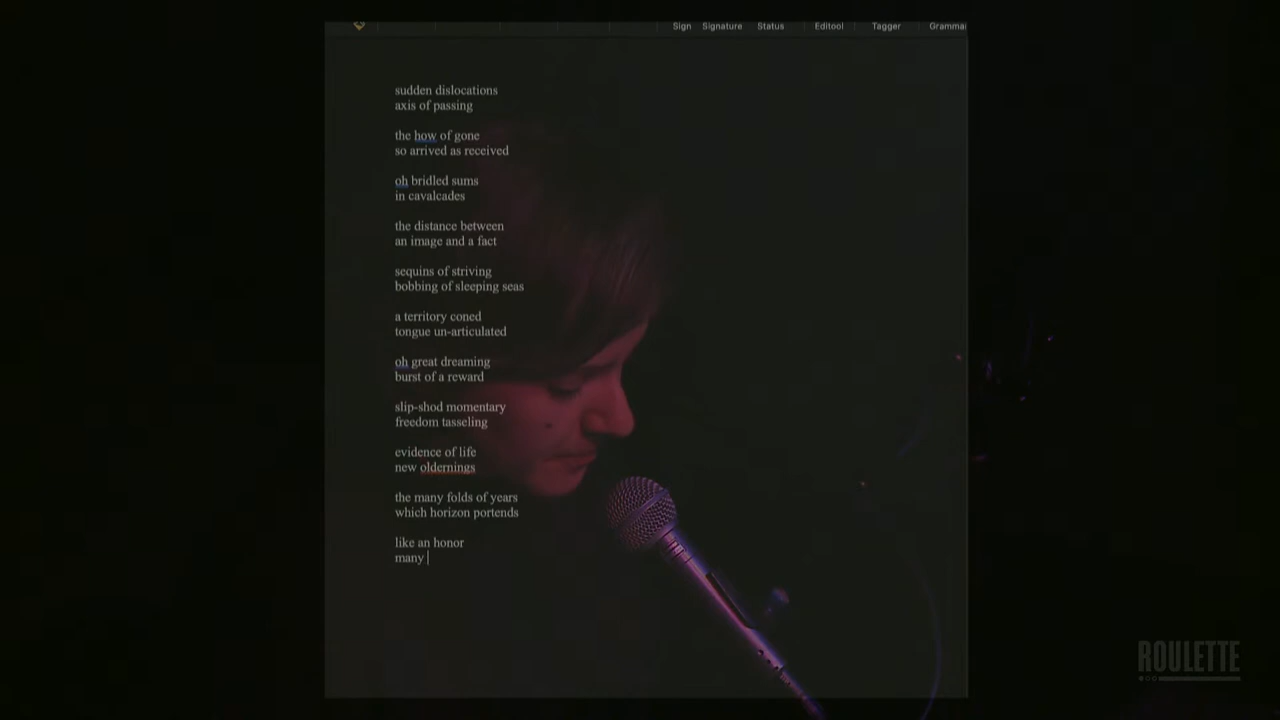 Sign Signature Status Editool Tagger Grammar
sudden dislocations
axis of passing
the how of gone
so arrived as received
oh bridled sums
in cavalcades
the distance between
an image and a fact
sequins of striving
bobbing of sleeping seas
a territory coned
tongue un-articulated
oh great dreaming
burst of a reward
slip-shod momentary
freedom tasseling
evidence of life
new oldernings
the many folds of years
which horizon portends
like an honor
many
ROULETTE